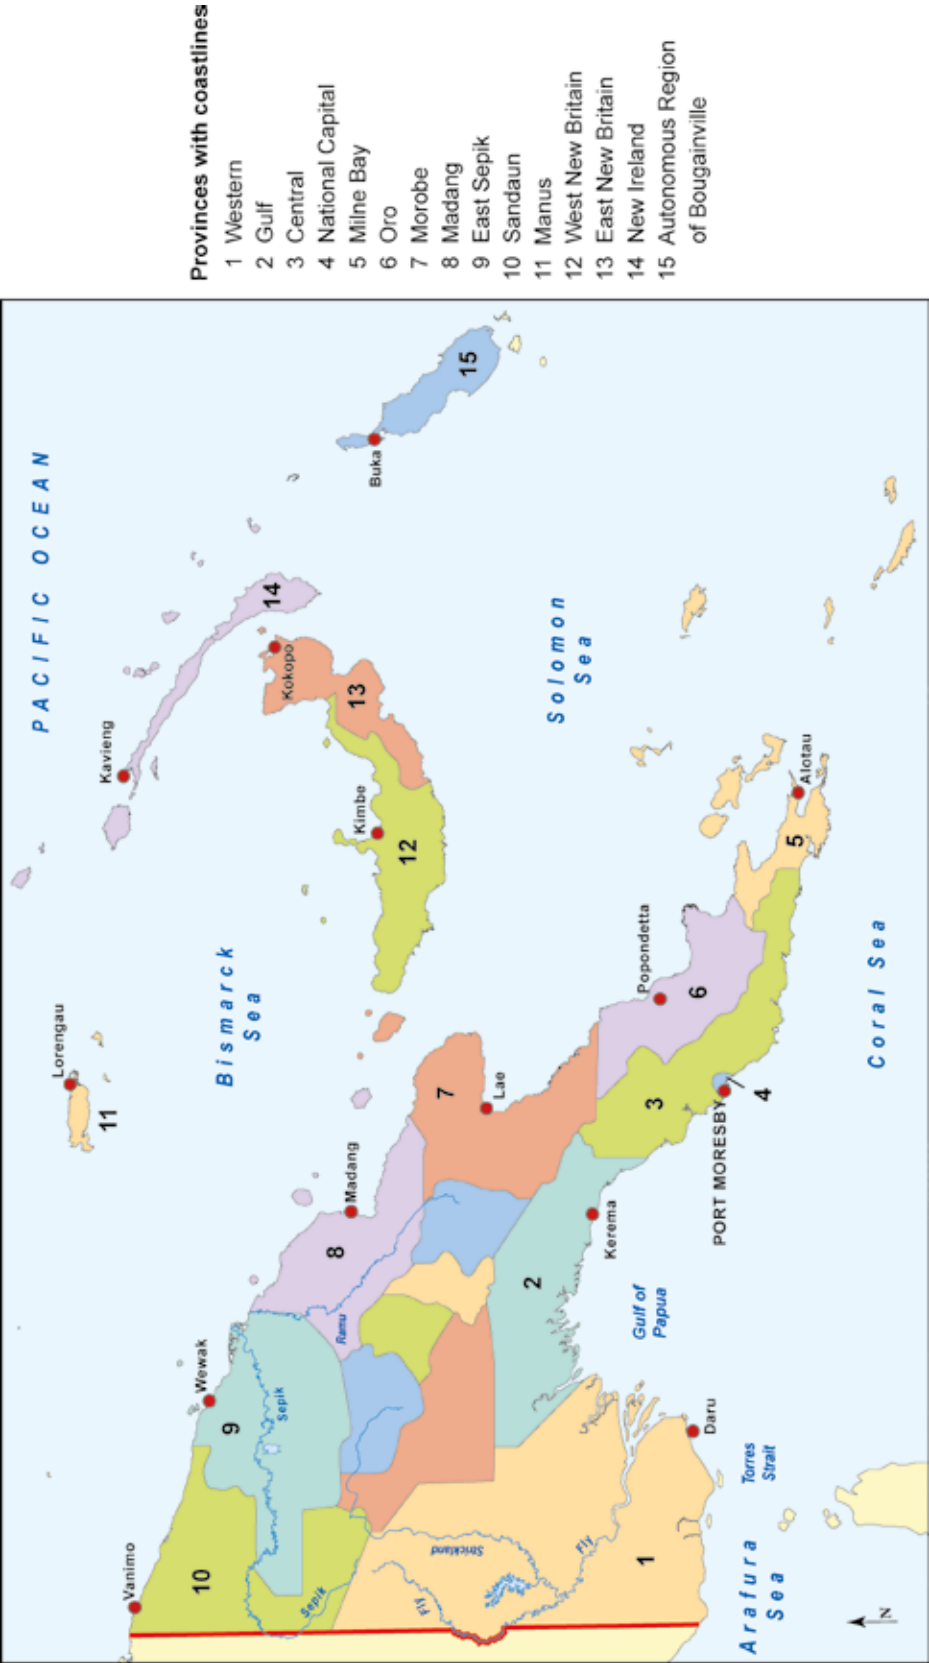 PACIFIC OCEAN
Vanimo
10
Wewak
9
Sepik
Sepik
Lorengau
11
Bismarck
Sea
Kavieng
14
Kokopo
13
Kimbe
12
Buka
15
Ramu
8
Madang
7
Lae
Solomon
Sea
Strickland
Fly
Fly
1
2
Kerema
Gulf of
Papua
3
Popondetta
6
PORT MORESBY
4
5
Alotau
Daru
Torres
Strait
Arafura
Sea
Coral Sea
N
Provinces with coastlines
1 Western
2 Gulf
3 Central
4 National Capital
5 Milne Bay
6 Oro
7 Morobe
8 Madang
9 East Sepik
10 Sandaun
11 Manus
12 West New Britain
13 East New Britain
14 New Ireland
15 Autonomous Region
of Bougainville